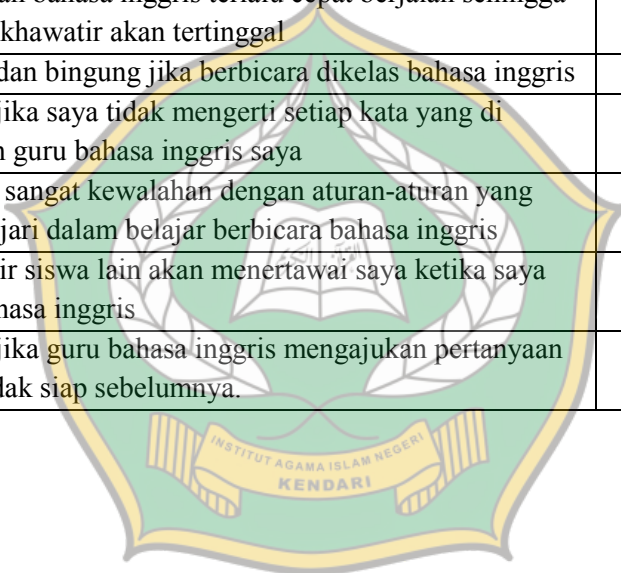 an bahasa inggris terlalu cepat berjalan sehingga
khawatir akan tertinggal
dan bingung jika berbicara dikelas bahasa inggris
jika saya tidak mengerti setiap kata yang di
n guru bahasa inggris saya
sangat kewalahan dengan aturan-aturan yang
jari dalam belajar berbicara bahasa inggris
ir siswa lain akan menertawai saya ketika saya
hasa inggris
jika guru bahasa inggris mengajukan pertanyaan
dak siap sebelumnya.
INSTITUT AGAMA ISLAM NEGERI
KENDARI